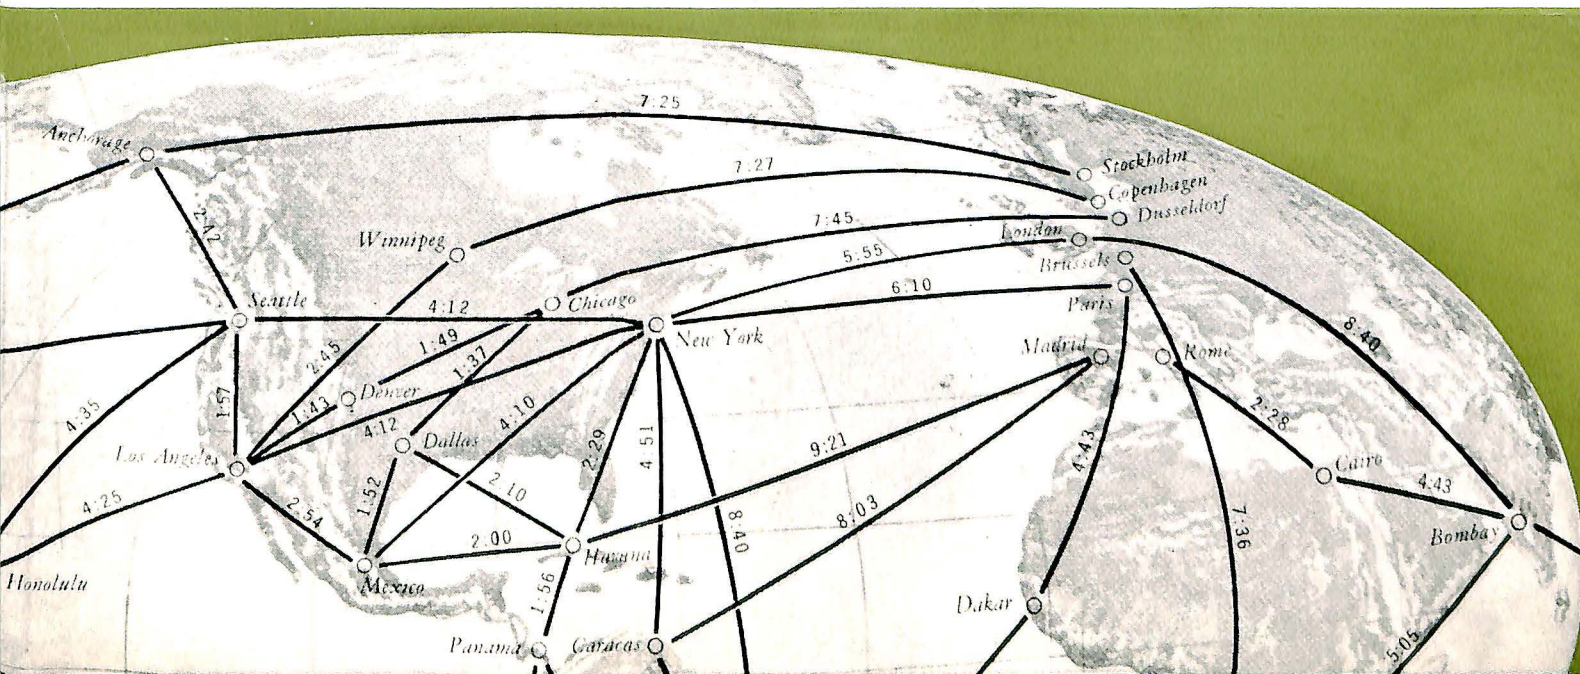 7:25
Anchorage
Stockholm
7:27
Copenhagen
2:42
7:45
Dusseldorf
Winnipeg
London
5:55
Brussels
6:10
Seattle
4:12
Chicago
Paris
New York
8:40
1:49
2:45
1:37
Madrid
Rome
Denver
1:57
1:43
4:35
4:12
4:10
2:28
Dallas
2:29
4:51
9:21
4:43
Los Angeles
Cairo
4:43
4:25
1:52
2:10
2:54
8:03
8:40
7:36
Bombay
2:00
Havana
Honolulu
Mexico
1:56
Dakar
Panama
Caracas
5:05